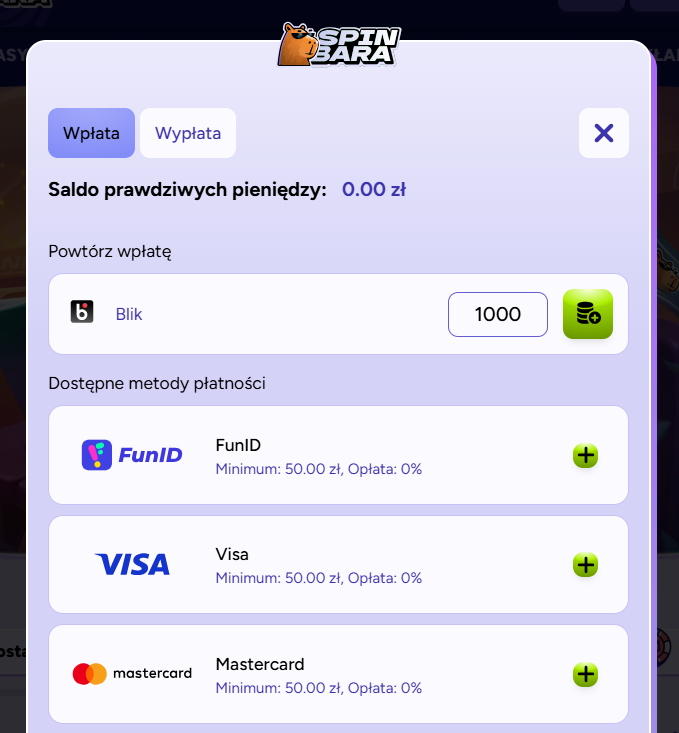 SPIN
BARA
Wpłata
Wypłata
Saldo prawdziwych pieniędzy: 0.00 zł
Powtórz wpłatę
Blik
1000
Dostępne metody płatności
FunID
FunID
Minimum: 50.00 zł, Opłata: 0%
VISA
Visa
Minimum: 50.00 zł, Opłata: 0%
mastercard
Mastercard
Minimum: 50.00 zł, Opłata: 0%